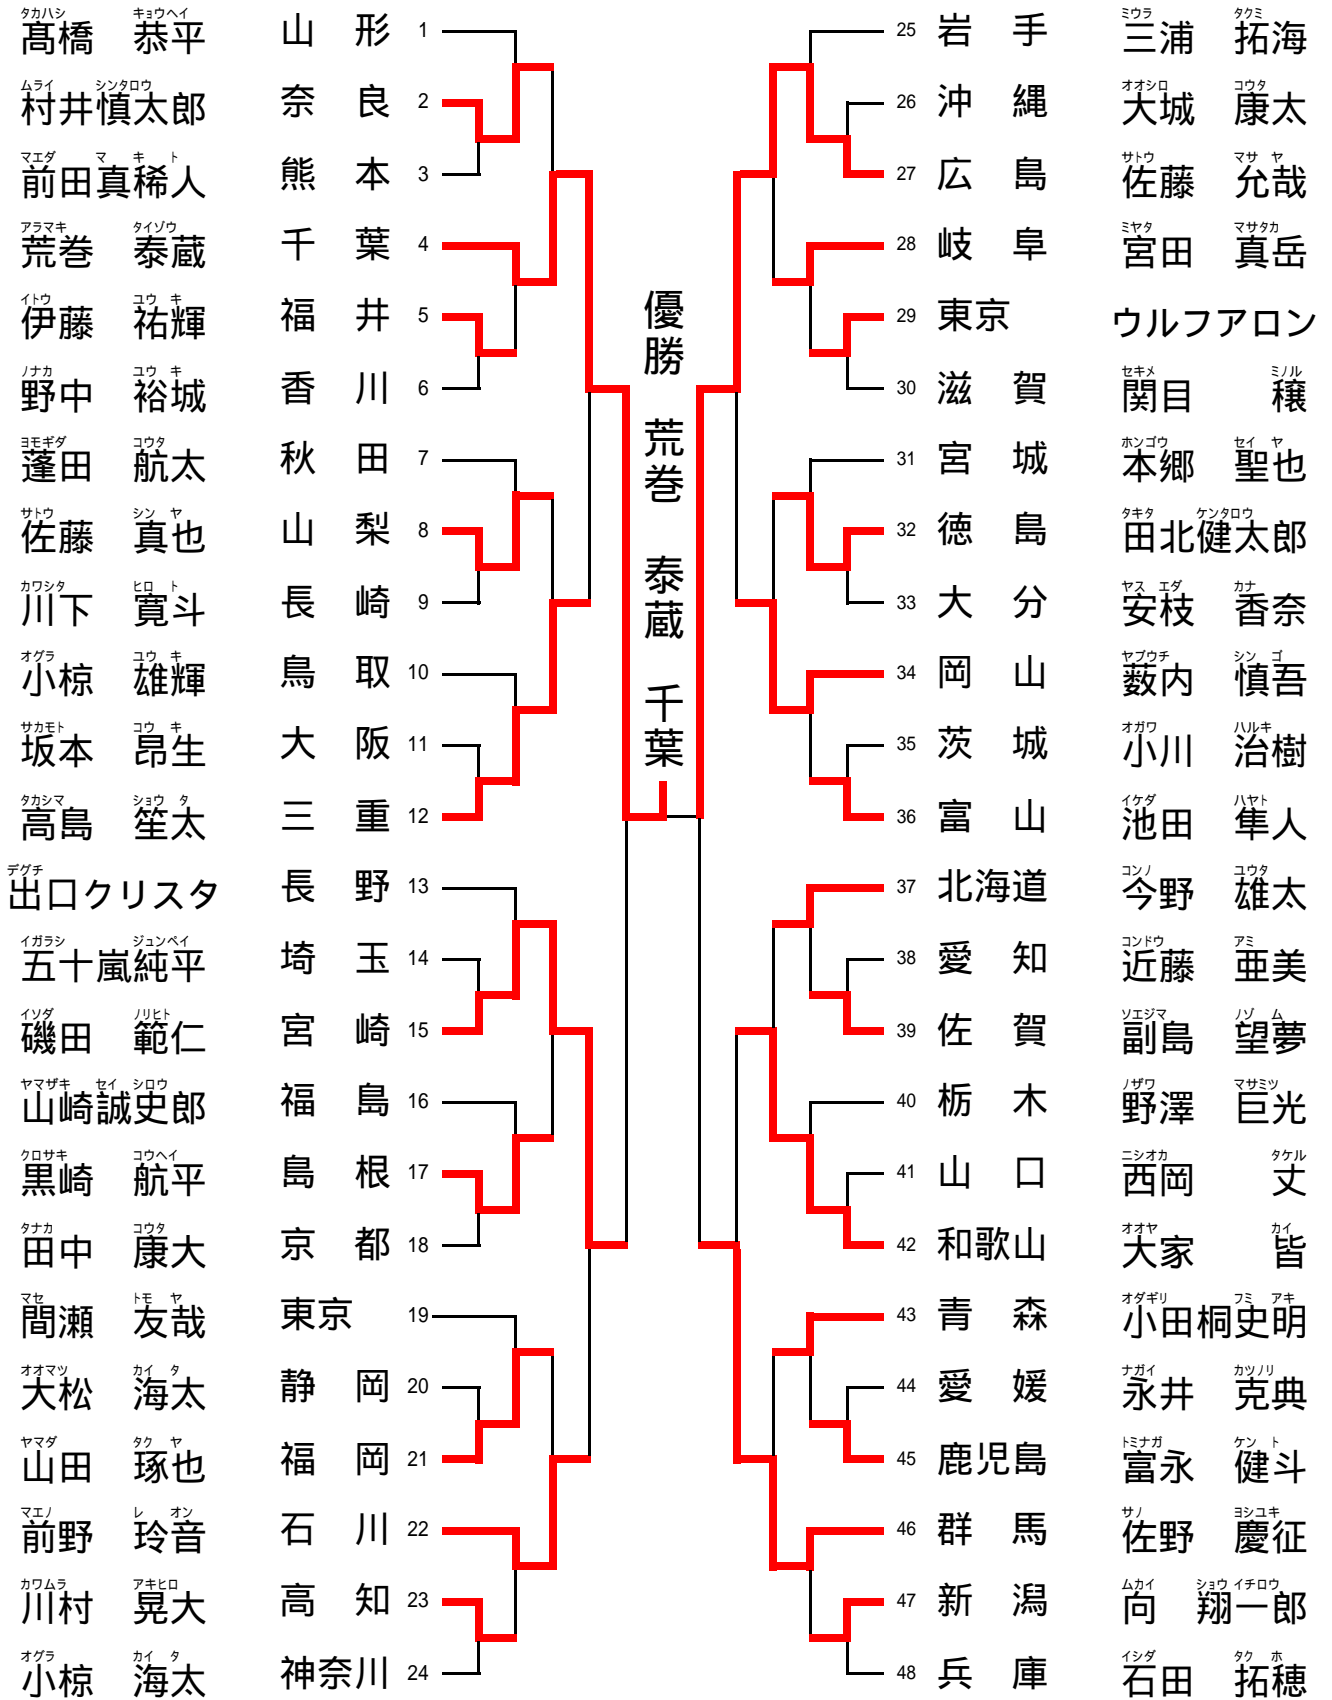 タカハシ キョウヘイ
髙橋 恭平 山形 1
ムライ シンタロウ
村井慎太郎 奈良 2
マエダ マ キ ト
前田真稀人 熊本 3
アラマキ タイゾウ
荒巻 泰蔵 千葉 4
イトウ ユウ キ
伊藤 祐輝 福井 5
ノナカ ユウ キ
野中 裕城 香川 6
ヨモギダ コウタ
蓬田 航太 秋田 7
サトウ シン ヤ
佐藤 真也 山梨 8
カワシタ ヒロ ト
川下 寛斗 長崎 9
オグラ ユウ キ
小椋 雄輝 鳥取 10
サカモト コウ キ
坂本 昂生 大阪 11
タカシマ ショウ タ
高島 笙太 三重 12
デグチ
出口クリスタ 長野 13
イガラシ ジュンペイ
五十嵐純平 埼玉 14
イソダ ノリヒト
磯田 範仁 宮崎 15
ヤマザキ セイ シロウ
山崎誠史郎 福島 16
クロサキ コウヘイ
黒崎 航平 島根 17
タナカ コウタ
田中 康大 京都 18
マセ トモ ヤ
間瀬 友哉 東京 19
オオマツ カイ タ
大松 海太 静岡 20
ヤマダ タク ヤ
山田 琢也 福岡 21
マエノ レ オン
前野 玲音 石川 22
カワムラ アキヒロ
川村 晃大 高知 23
オグラ カイ タ
小椋 海太 神奈川 24
優勝 荒巻 泰蔵 千葉
ミウラ タクミ
25 岩手 三浦 拓海
オオシロ コウタ
26 沖縄 大城 康太
サトウ マサ ヤ
27 広島 佐藤 允哉
ミヤタ マサタカ
28 岐阜 宮田 真岳
29 東京 ウルフアロン
セキメ ミノル
30 滋賀 関目 穣
ホンゴウ セイ ヤ
31 宮城 本郷 聖也
タキタ ケンタロウ
32 徳島 田北健太郎
ヤス エダ カナ
33 大分 安枝 香奈
ヤブウチ シン ゴ
34 岡山 薮内 慎吾
オガワ ハルキ
35 茨城 小川 治樹
イケダ ハヤト
36 富山 池田 隼人
コンノ ユウタ
37 北海道 今野 雄太
コンドウ アミ
38 愛知 近藤 亜美
ソエジマ ノゾ ム
39 佐賀 副島 望夢
ノザワ マサミツ
40 栃木 野澤 巨光
ニシオカ タケル
41 山口 西岡 丈
オオヤ カイ
42 和歌山 大家 皆
オダギリ フミ アキ
43 青森 小田桐史明
ナガイ カツノリ
44 愛媛 永井 克典
トミナガ ケン ト
45 鹿児島 富永 健斗
サノ ヨシユキ
46 群馬 佐野 慶征
ムカイ ショウ イチロウ
47 新潟 向 翔一郎
イシダ タク ホ
48 兵庫 石田 拓穂